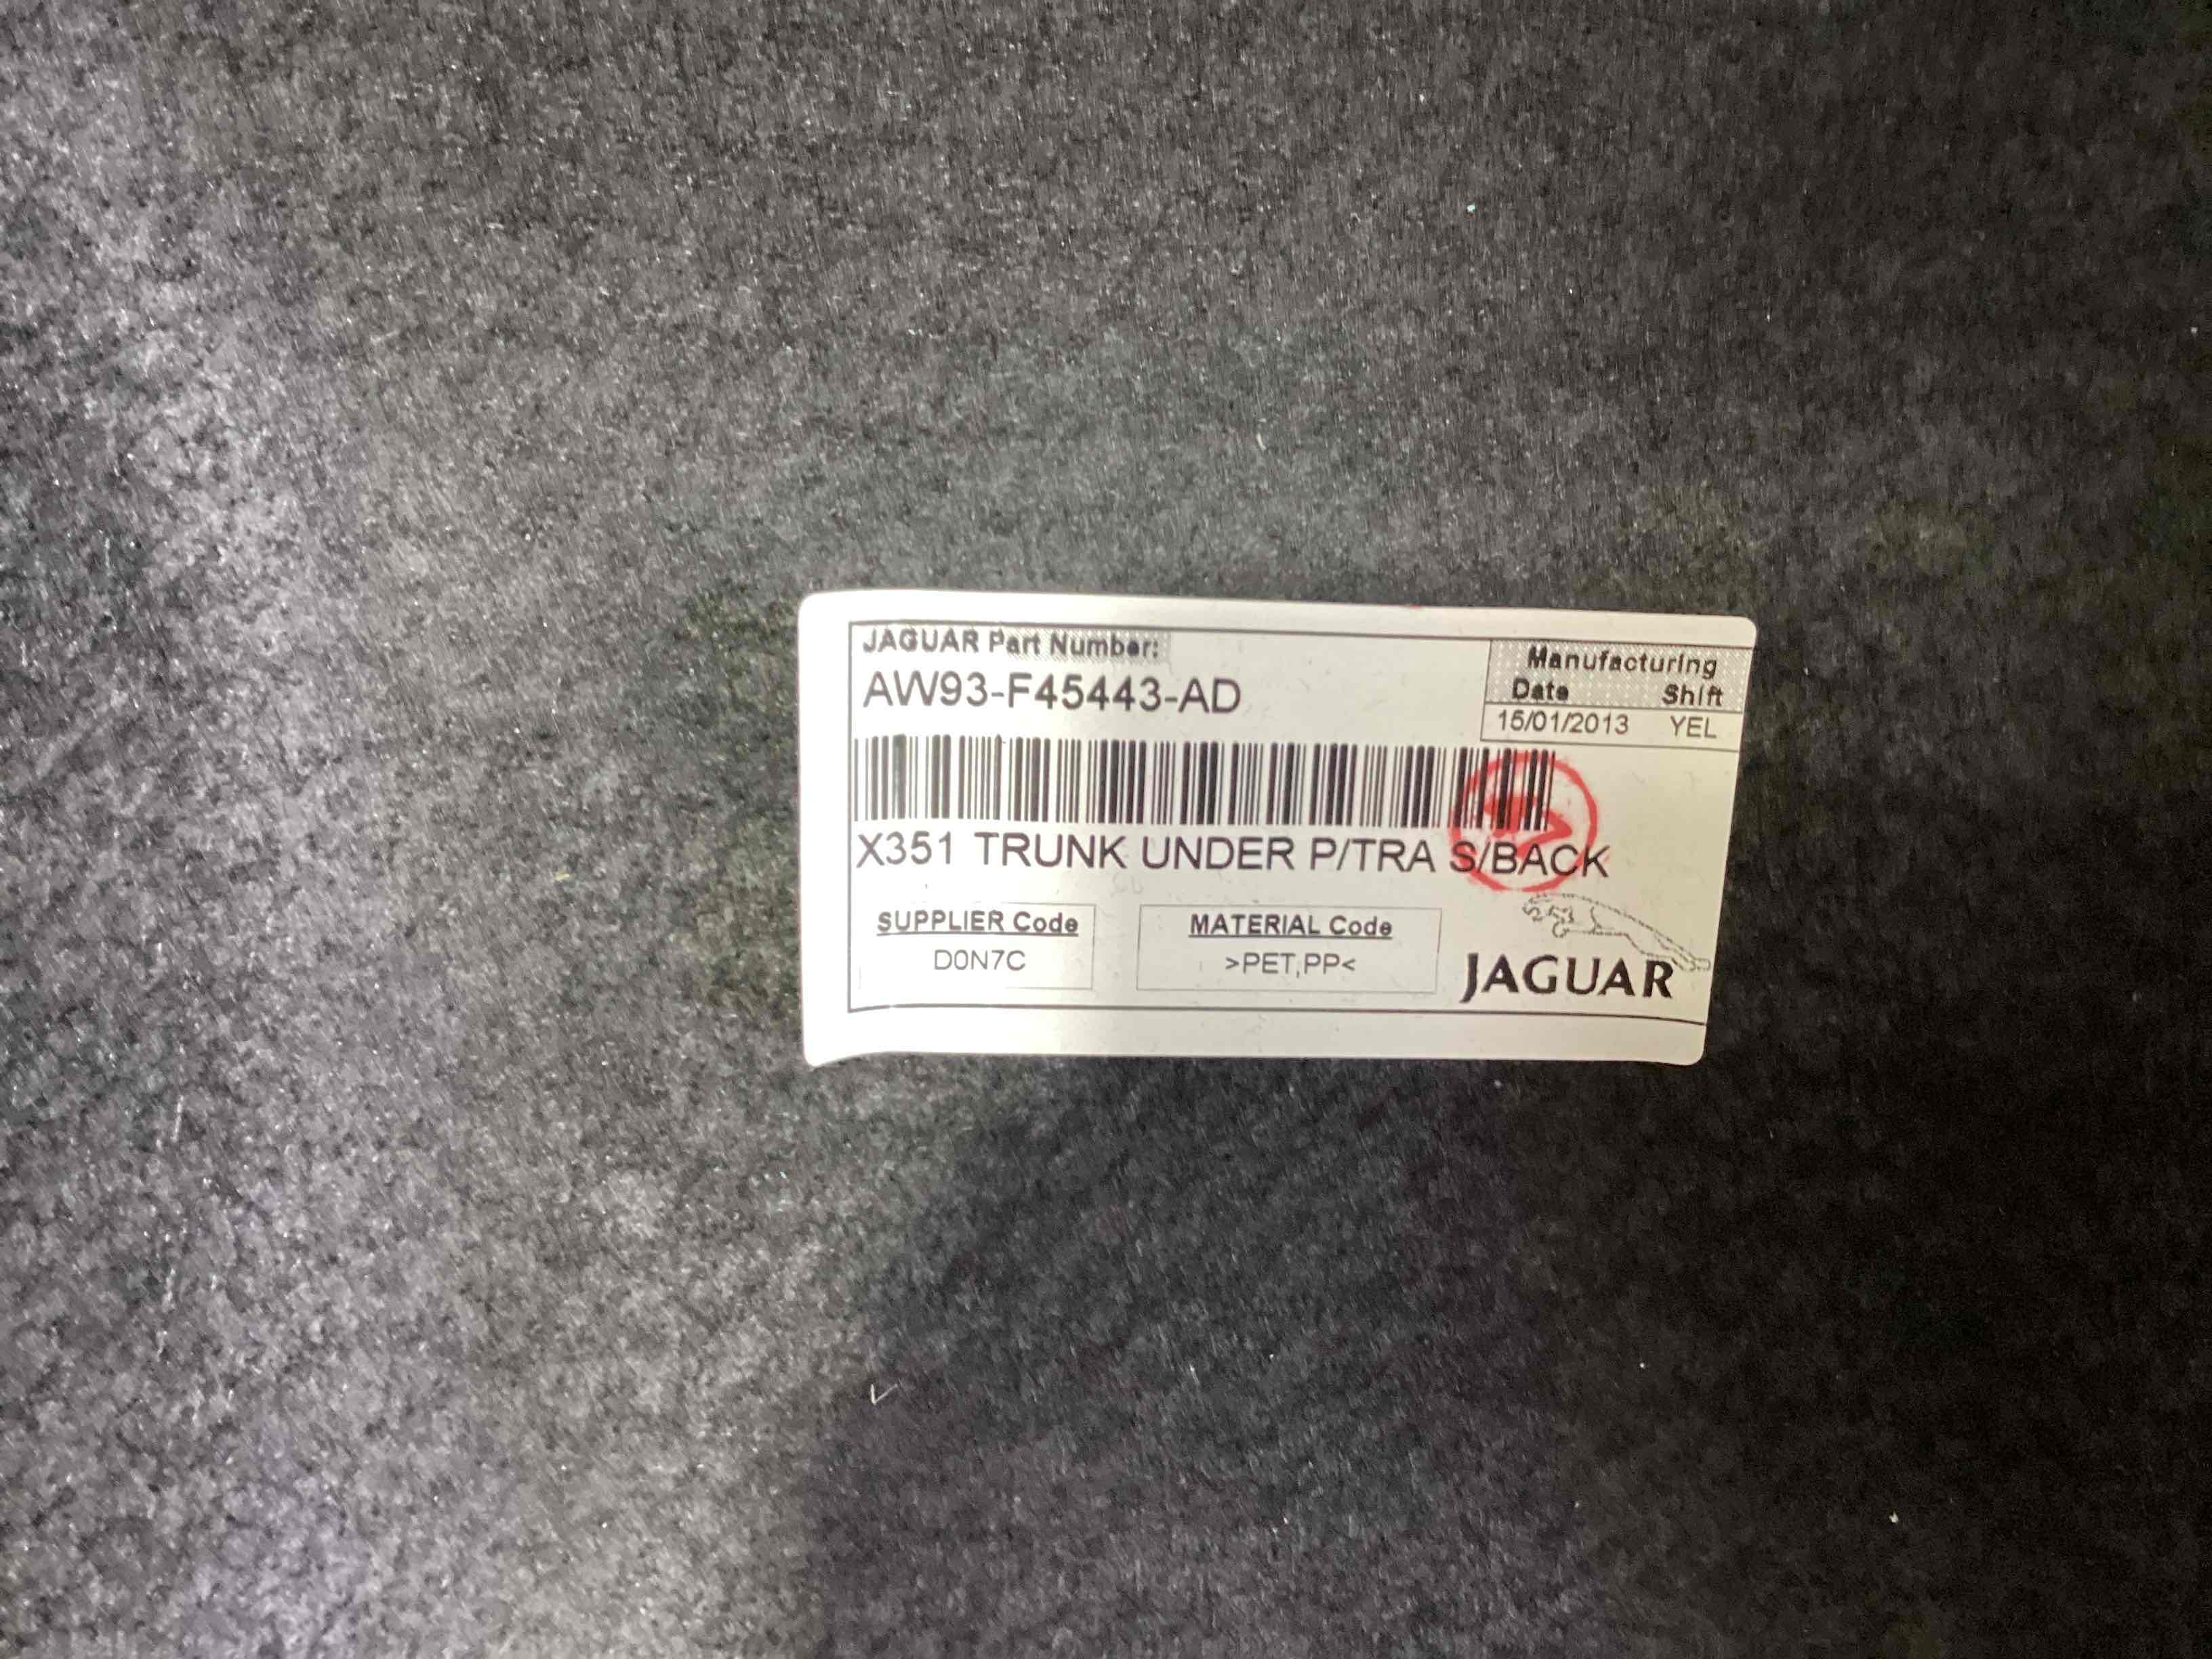 JAGUAR Part Number:
AW93-F45443-AD
Manufacturing
Date Shift
15/01/2013 YEL
X351 TRUNK UNDER P/TRA S/BACK
SUPPLIER Code
D0N7C
MATERIAL Code
>PET,PP<
JAGUAR